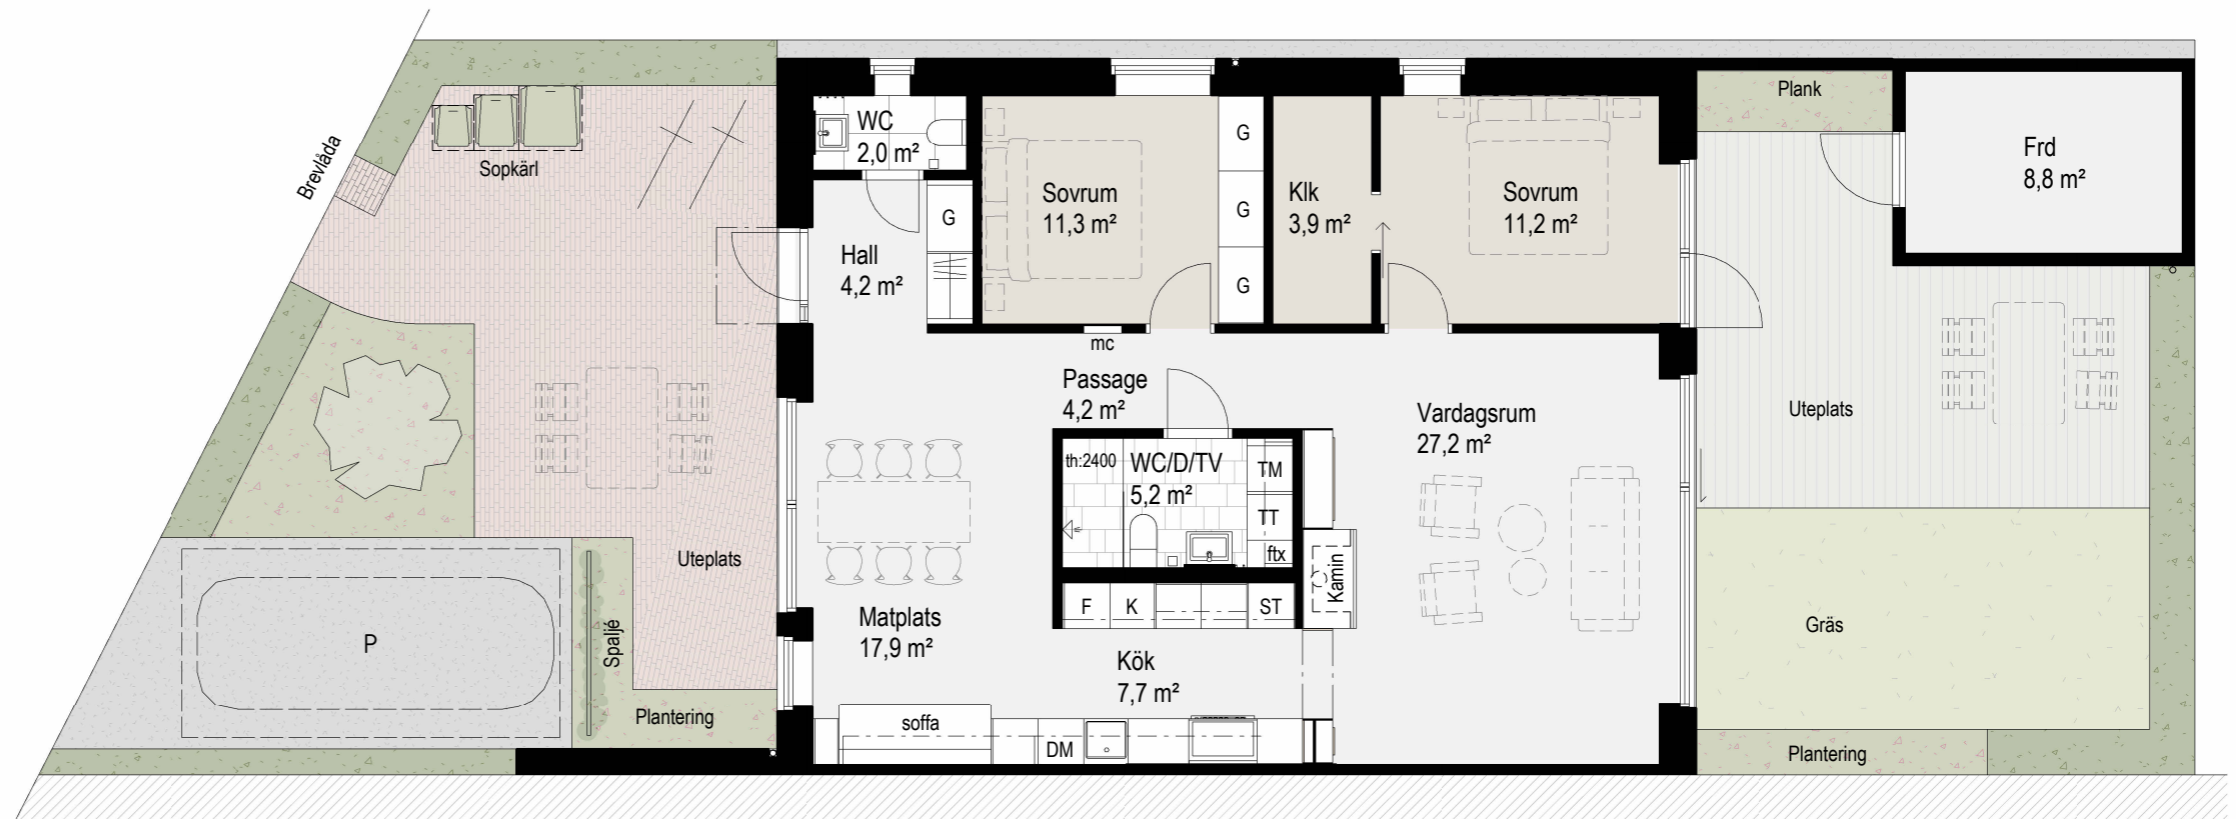 Brevlåda
Sopkärl
Uteplats
P
Spaljé
Plantering
WC
2,0 m²
Hall
4,2 m²
G
Sovrum
11,3 m²
G
G
G
Klk
3,9 m²
Sovrum
11,2 m²
mc
Passage
4,2 m²
th:2400
WC/D/TV
5,2 m²
TM
TT
ftx
Kamin
Vardagsrum
27,2 m²
Matplats
17,9 m²
F
K
ST
Kök
7,7 m²
soffa
DM
Plank
Frd
8,8 m²
Uteplats
Gräs
Plantering